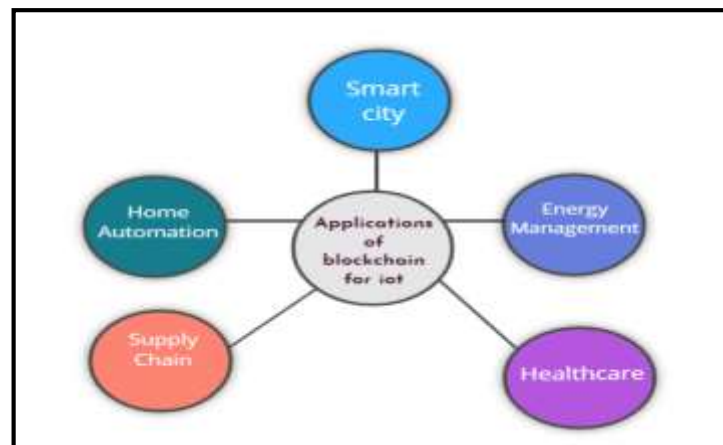 Smart
city
Home
Automation
Energy
Management
Applications
of
blockchain
for iot
Supply
Chain
Healthcare